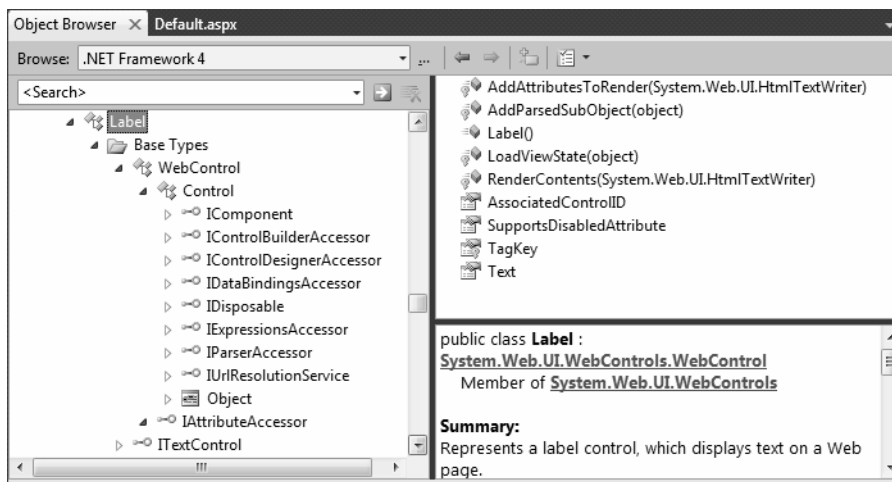 Object Browser × Default.aspx
Browse: .NET Framework 4 ...
<Search>
Label
Base Types
WebControl
Control
IComponent
IControlBuilderAccessor
IControlDesignerAccessor
IDataBindingsAccessor
IDisposable
IExpressionsAccessor
IParserAccessor
IUrlResolutionService
Object
IAttributeAccessor
ITextControl
AddAttributesToRender(System.Web.UI.HtmlTextWriter)
AddParsedSubObject(object)
Label()
LoadViewState(object)
RenderContents(System.Web.UI.HtmlTextWriter)
AssociatedControlID
SupportsDisabledAttribute
TagKey
Text
public class Label :
System.Web.UI.WebControls.WebControl
Member of System.Web.UI.WebControls
Summary:
Represents a label control, which displays text on a Web
page.